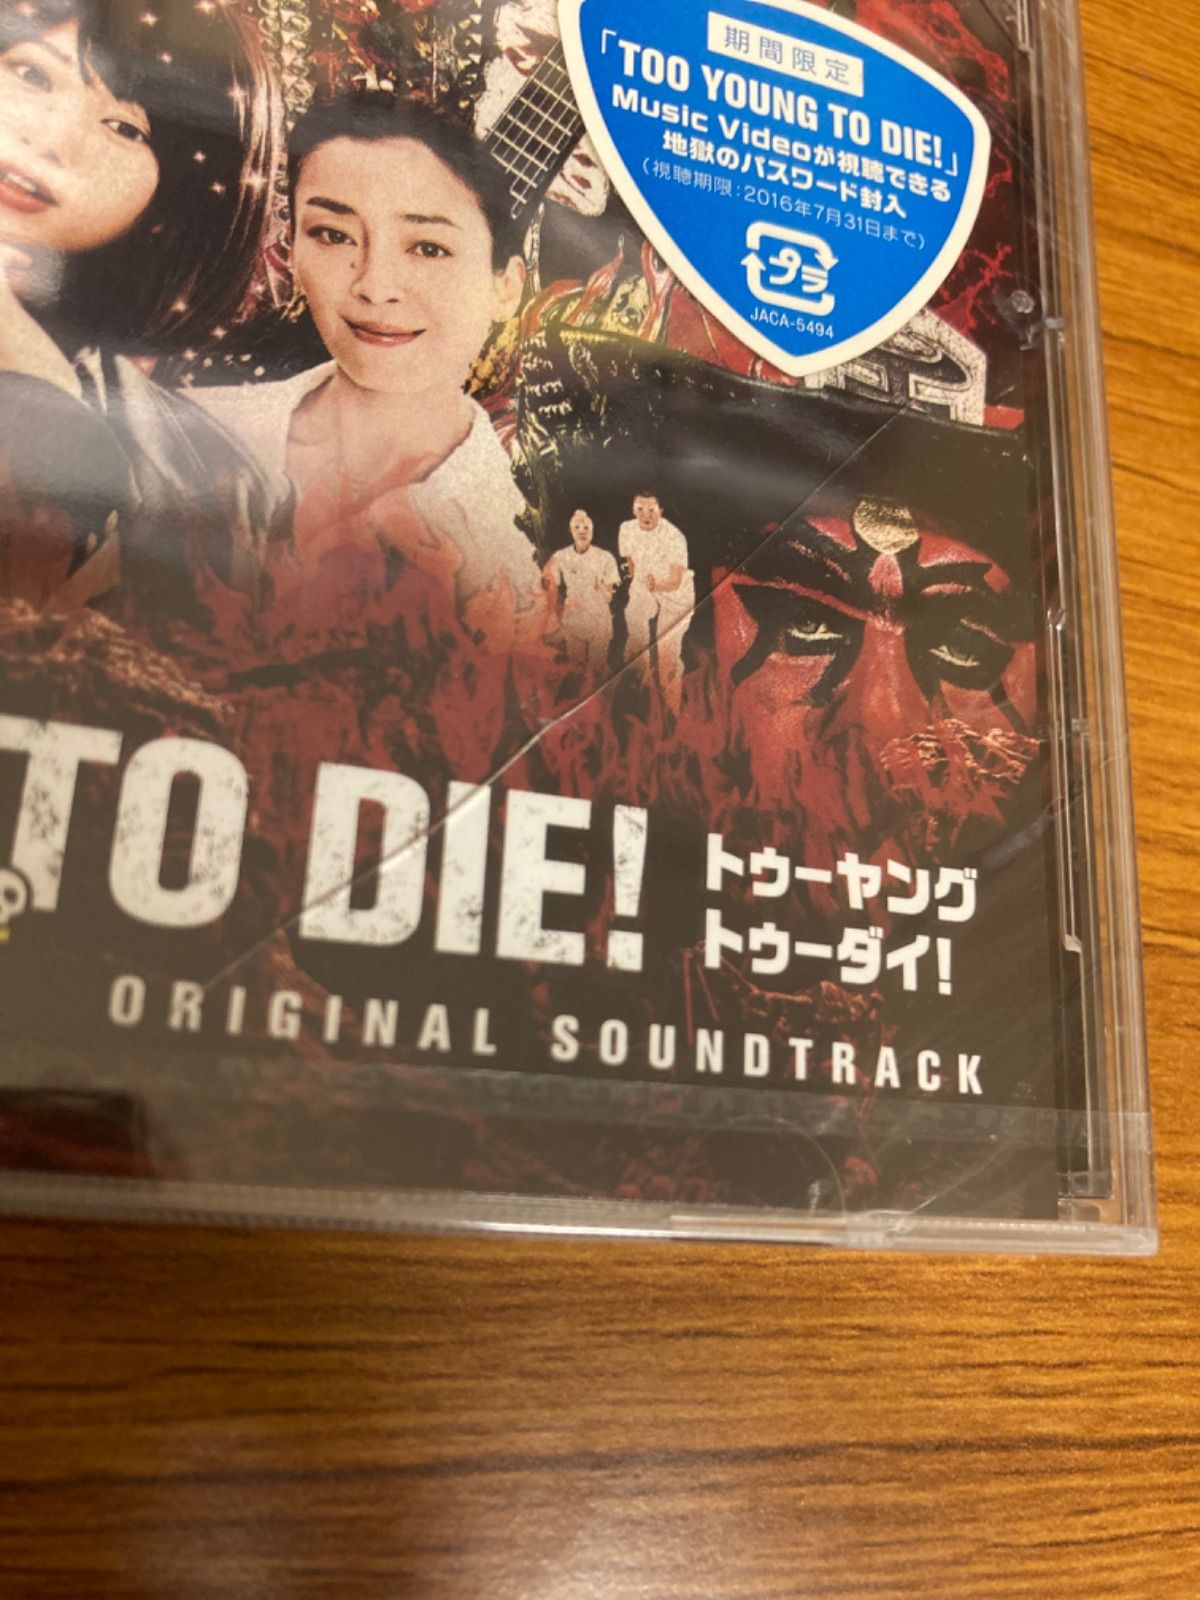 期間限定
「TOO YOUNG TO DIE!」
Music Videoが視聴できる
地獄のパスワード封入
(視聴期限:2016年7月31日まで)
プラ
JACA-5494
TO DIE!
トゥーヤング
トゥーダイ!
ORIGINAL SOUNDTRACK